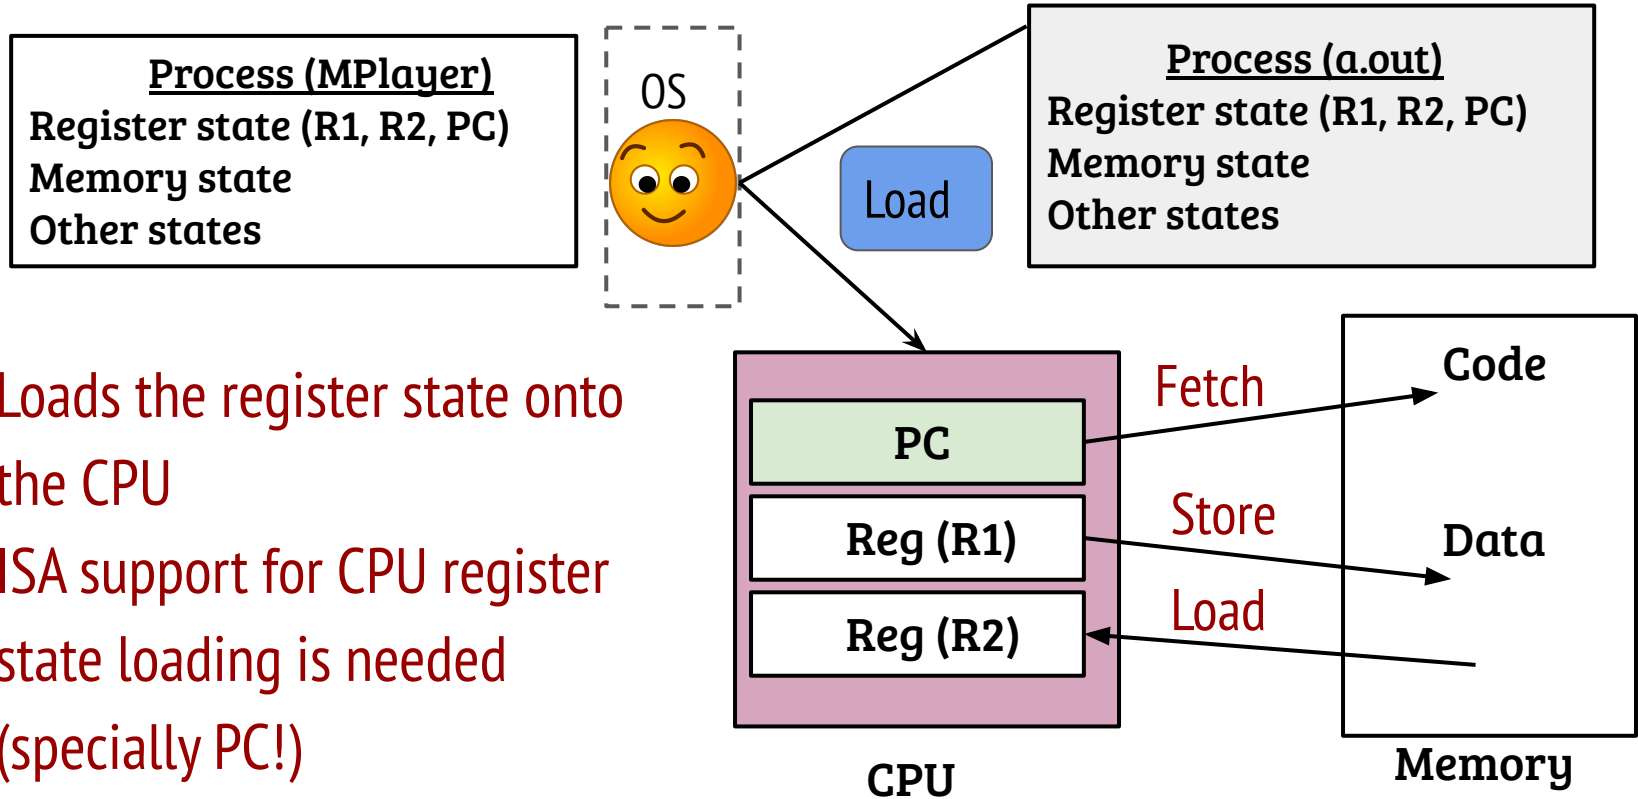 Process (MPlayer)
Register state (R1, R2, PC)
Memory state
Other states
OS
Load
Process (a.out)
Register state (R1, R2, PC)
Memory state
Other states
Loads the register state onto
the CPU
ISA support for CPU register
state loading is needed
(specially PC!)
PC
Reg (R1)
Reg (R2)
CPU
Fetch
Store
Load
Code
Data
Memory